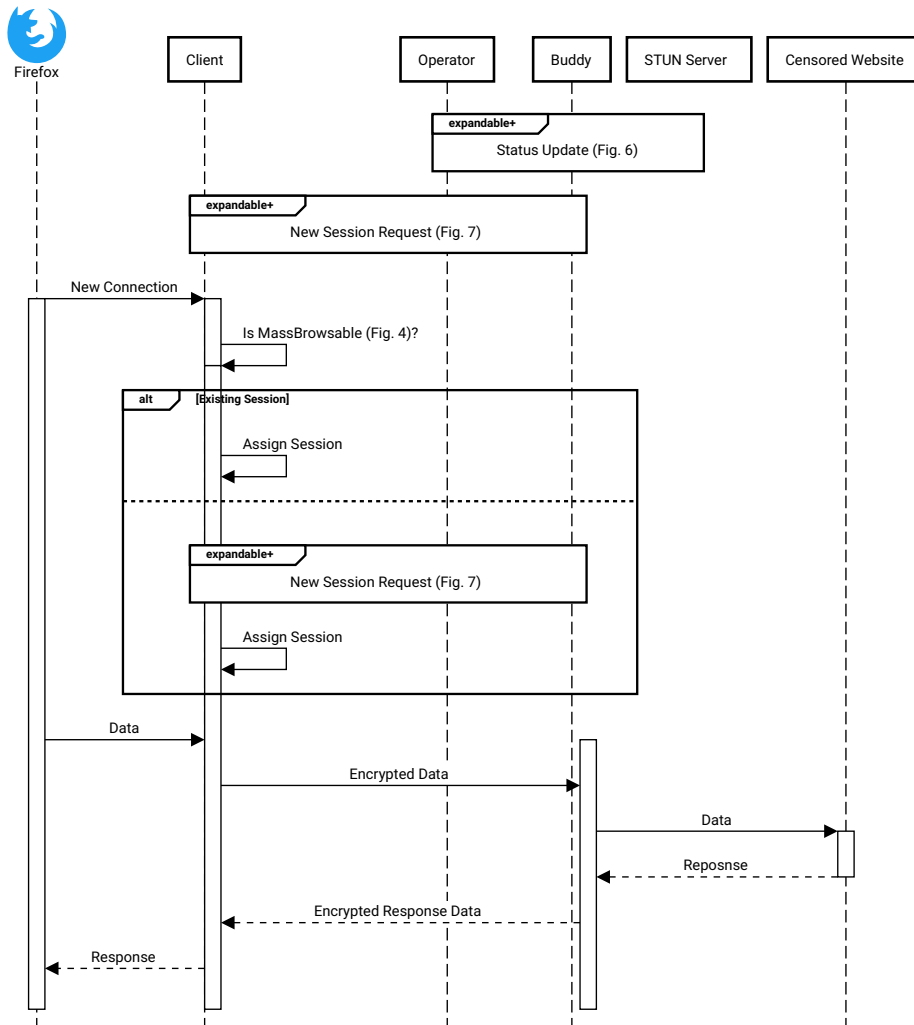 Firefox
Client
Operator
Buddy
STUN Server
Censored Website
expandable+
Status Update (Fig. 6)
expandable+
New Session Request (Fig. 7)
New Connection
Is MassBrowsable (Fig. 4)?
alt
[Existing Session]
Assign Session
expandable+
New Session Request (Fig. 7)
Assign Session
Data
Encrypted Data
Data
Reposnse
Encrypted Response Data
Response